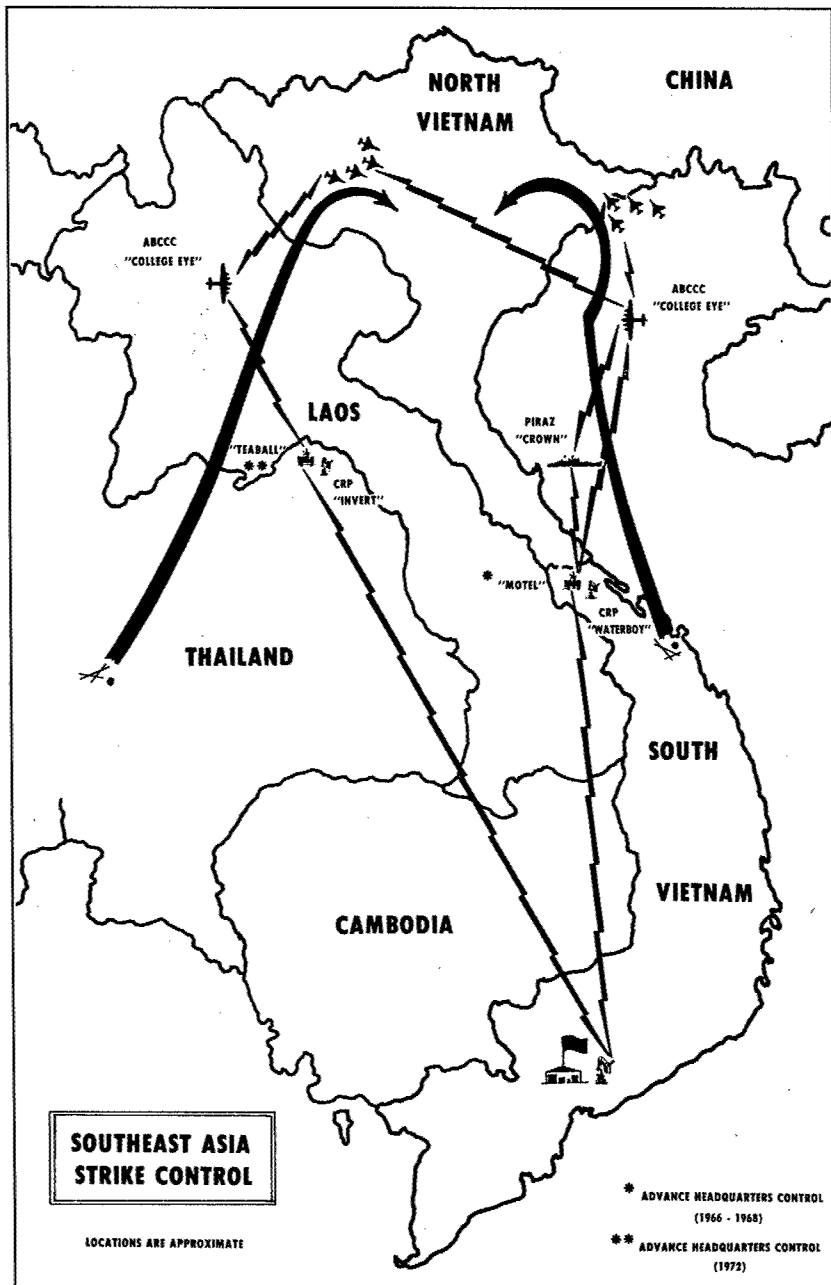 NORTH
VIETNAM
CHINA
ABCCC
"COLLEGE EYE"
ABCCC
"COLLEGE EYE"
LAOS
PIRAZ
"CROWN"
"TEABALL"
**
CRP
"INVERT"
* "MOTEL"
CRP
"WATERBOY"
THAILAND
*
*
SOUTH
VIETNAM
CAMBODIA
SOUTHEAST ASIA
STRIKE CONTROL
LOCATIONS ARE APPROXIMATE
* ADVANCE HEADQUARTERS CONTROL
(1966 - 1968)
** ADVANCE HEADQUARTERS CONTROL
(1972)